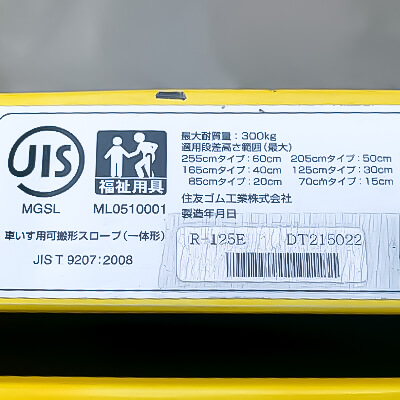 JIS
MGSL
福祉用具
ML0510001
車いす用可搬形スロープ(一体形)
JIS T 9207:2008
最大耐質量:300kg
適用段差高さ範囲(最大)
255cmタイプ:60cm 205cmタイプ:50cm
165cmタイプ:40cm 125cmタイプ:30cm
85cmタイプ:20cm 70cmタイプ:15cm
住友ゴム工業株式会社
製造年月日
R-125E DT215022